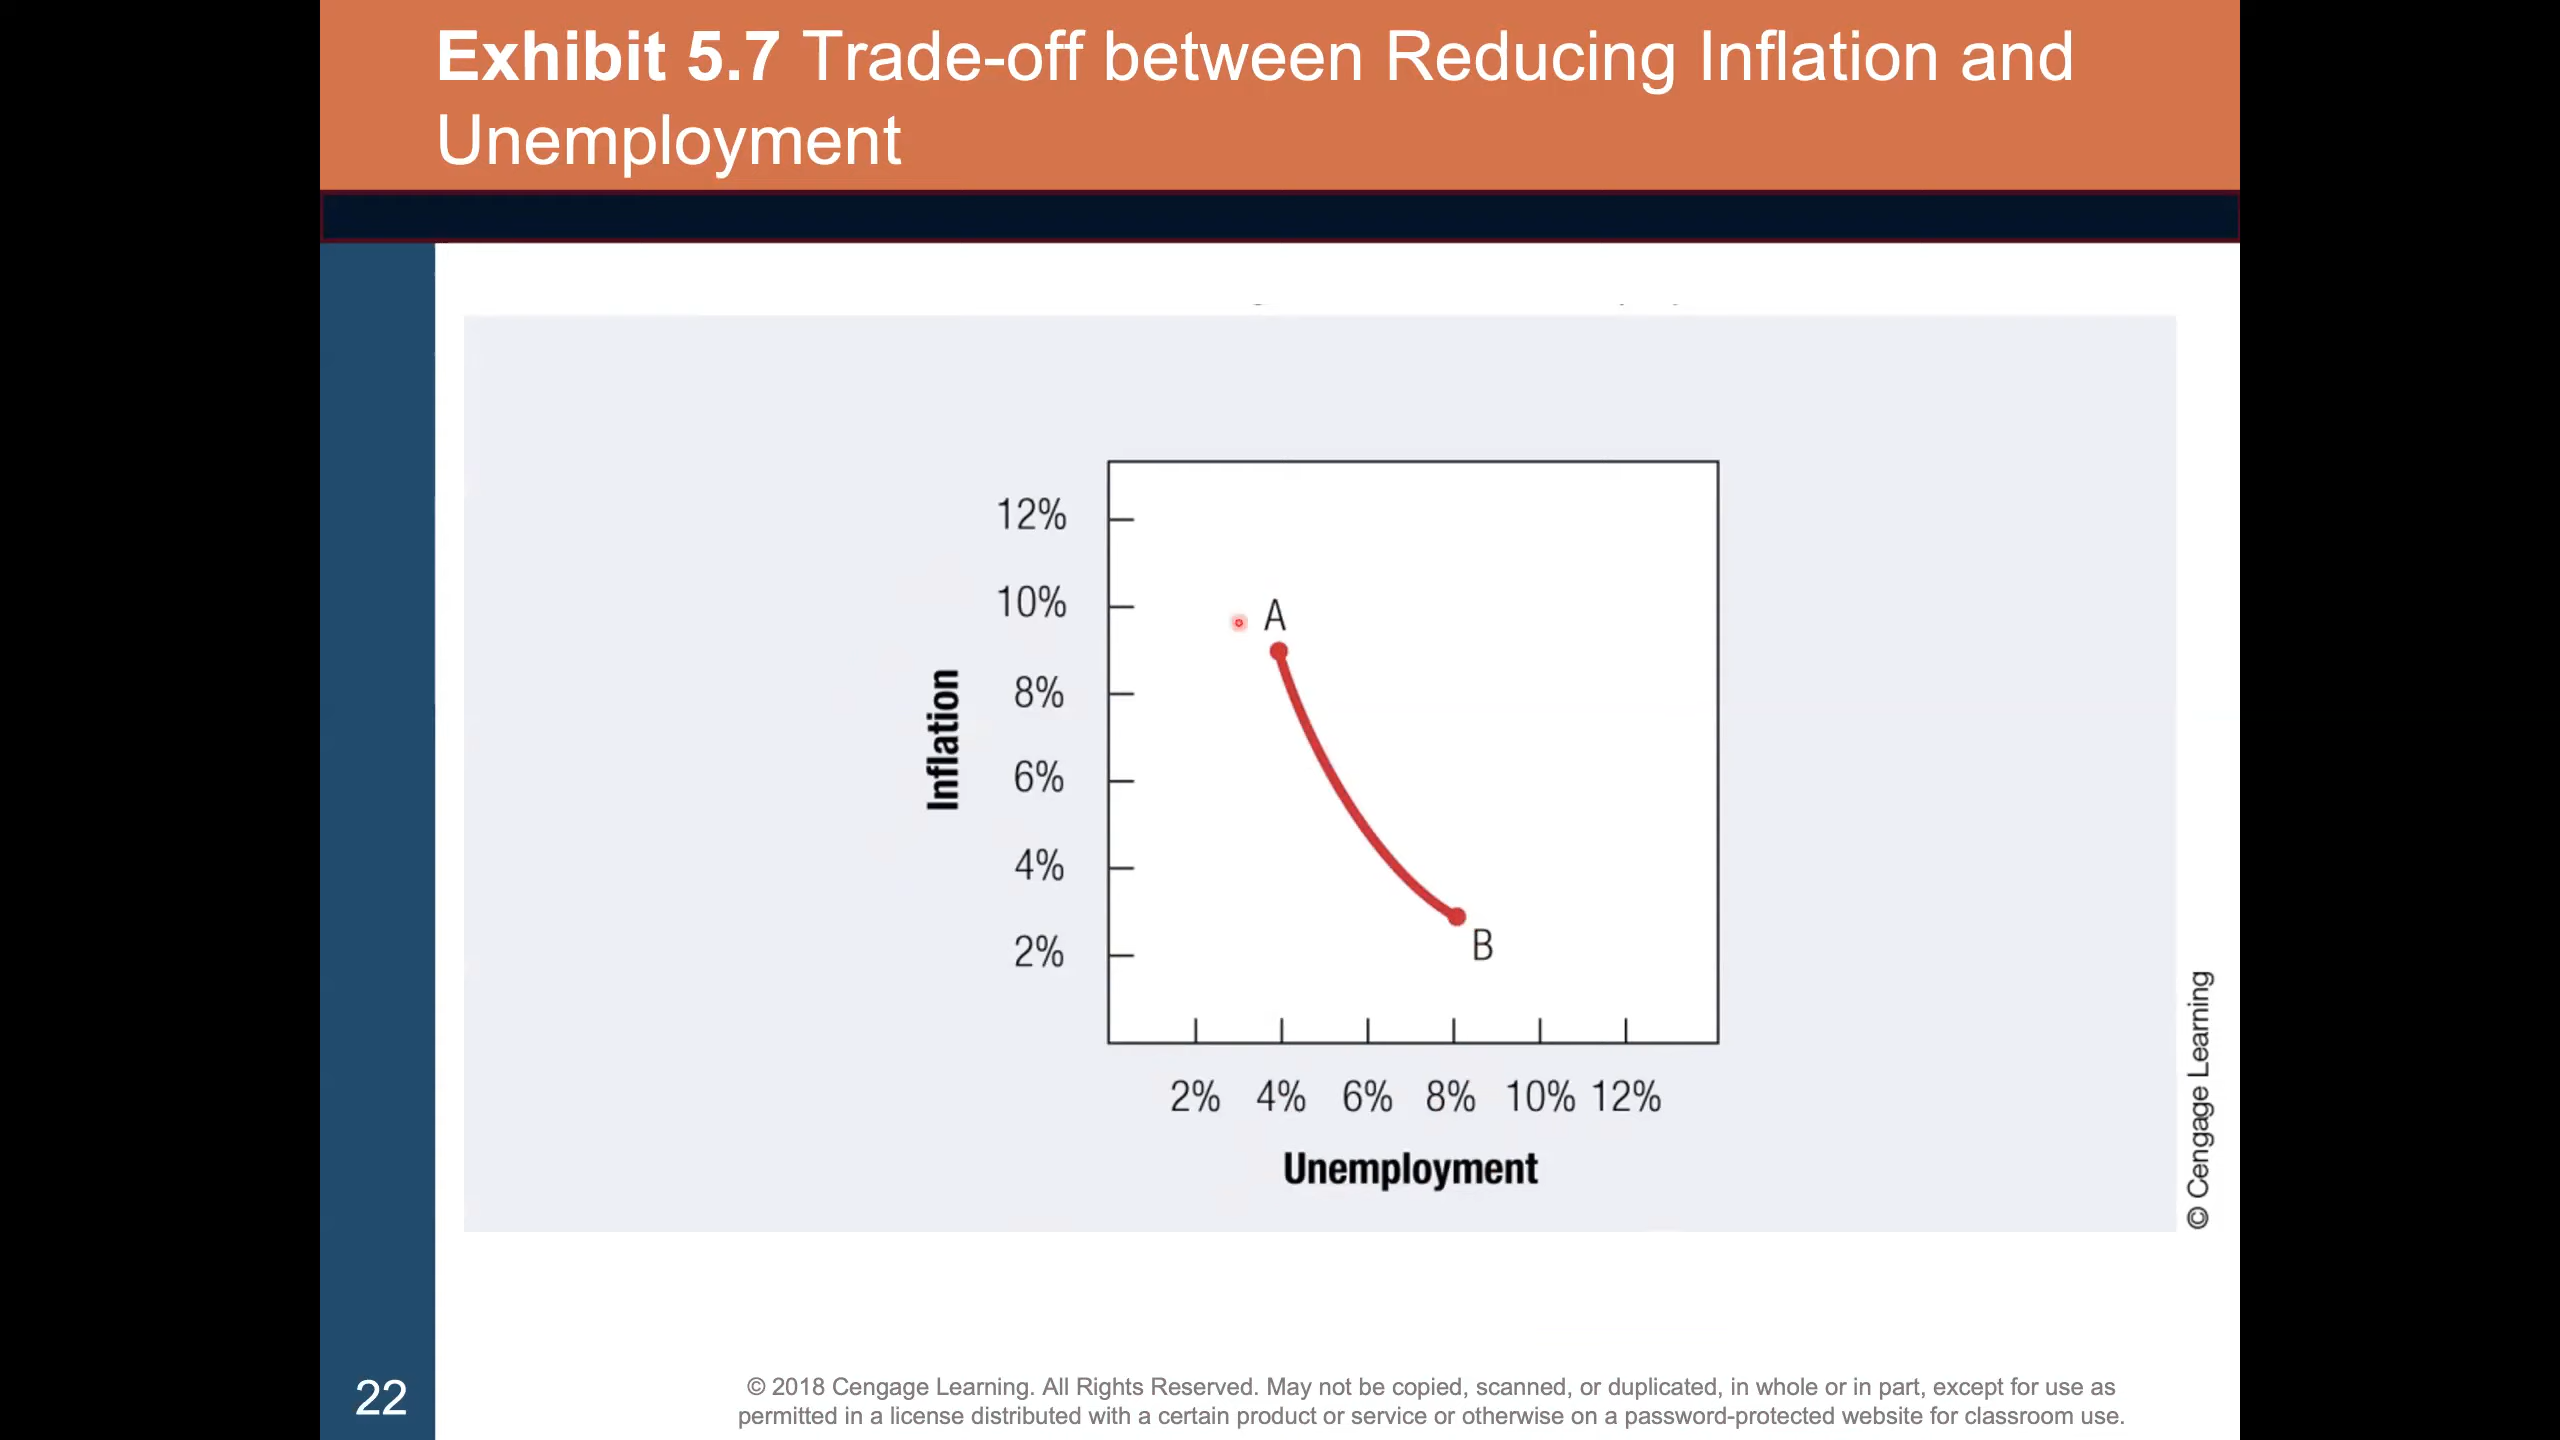 Exhibit 5.7 Trade-off between Reducing Inflation and
Unemployment
12%
10%
8%
6%
4%
2%
Inflation
A
B
2% 4% 6% 8% 10% 12%
Unemployment
© Cengage Learning
22
© 2018 Cengage Learning. All Rights Reserved. May not be copied, scanned, or duplicated, in whole or in part, except for use as
permitted in a license distributed with a certain product or service or otherwise on a password-protected website for classroom use.